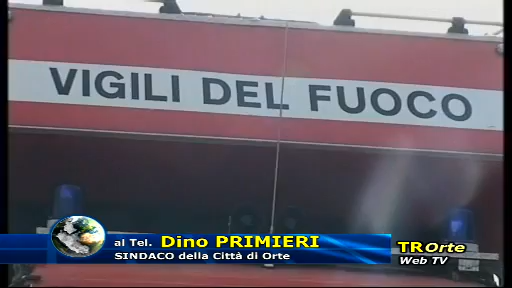 VIGILI DEL FUOCO
al Tel. Dino PRIMIERI
SINDACO della Città di Orte
TROrte
Web TV